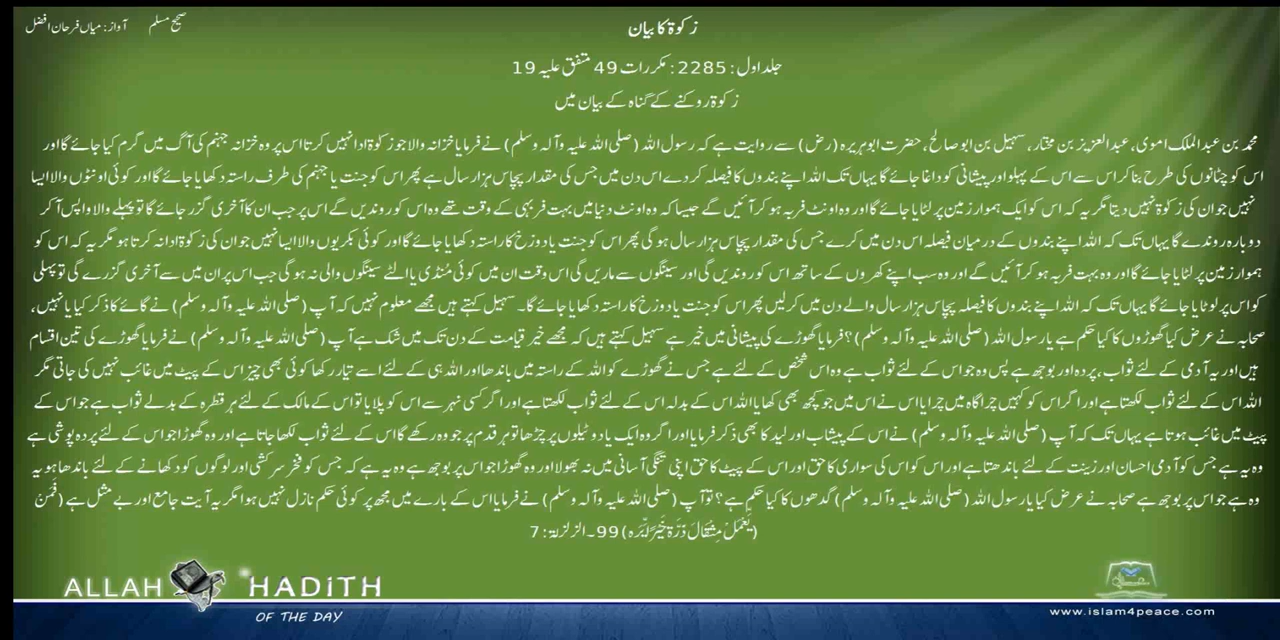 زکوۃ کا بیان
صحیح مسلم آواز: میاں فرحان افضل
جلد اول : 2285 : مکررات 49 متفق علیہ 19
زکوۃ روکنے کے گناہ کے بیان میں
محمد بن عبدالملک اموی، عبدالعزیز بن مختار، سہیل بن ابوصالح، حضرت ابوہریرہ (رض) سے روایت ہے کہ رسول اللہ (صلی اللہ علیہ وآلہ وسلم) نے فرمایا خزانہ والا جو زکوۃ ادا نہیں کرتا اس پر وہ خزانہ جہنم کی آگ میں گرم کیا جائے گا اور
اس کو چٹانوں کی طرح بنا کر اس سے اس کے پہلو اور پیشانی کو داغا جائے گا یہاں تک اللہ اپنے بندوں کا فیصلہ کر دے اس دن میں جس کی مقدار پچاس ہزار سال ہے پھر اس کو جنت یا جہنم کی طرف راستہ دکھایا جائے گا اور کوئی اونٹوں والا ایسا
نہیں جو ان کی زکوۃ نہیں دیتا مگر یہ کہ اس کو ایک ہموار زمین پر لٹایا جائے گا اور وہ اونٹ فربہ ہو کر آئیں گے جیسا کہ وہ اونٹ دنیا میں بہت فربہی کے وقت تھے وہ اس کو روندیں گے اس پر جب ان کا آخری گزر جائے گا تو پہلے والا واپس آ کر
دوبارہ روندے گا یہاں تک کہ اللہ اپنے بندوں کے درمیان فیصلہ اس دن میں کرے جس کی مقدار پچاس ہزار سال ہوگی پھر اس کو جنت یا دوزخ کا راستہ دکھایا جائے گا اور کوئی بکریوں والا ایسا نہیں جو ان کی زکوۃ ادا نہ کرتا ہو مگر یہ کہ اس کو
ہموار زمین پر لٹایا جائے گا اور وہ بہت فربہ ہو کر آئیں گے اور وہ سب اپنے کھروں کے ساتھ اس کو روندیں گی اور سینگوں سے ماریں گی اس وقت ان میں کوئی منڈی یا الٹے سینگوں والی نہ ہوگی جب اس پر ان میں سے آخری گزرے گی تو پہلی
کو اس پر لوٹایا جائے گا یہاں تک کہ اللہ اپنے بندوں کا فیصلہ پچاس ہزار سال والے دن میں کرلیں پھر اس کو جنت یا دوزخ کا راستہ دکھایا جائے گا۔ سہیل کہتے ہیں مجھے معلوم نہیں کہ آپ (صلی اللہ علیہ وآلہ وسلم) نے گائے کا ذکر کیا یا نہیں،
صحابہ نے عرض کیا گھوڑوں کا کیا حکم ہے یا رسول اللہ (صلی اللہ علیہ وآلہ وسلم)؟ فرمایا گھوڑے کی پیشانی میں خیر ہے سہیل کہتے ہیں کہ مجھے خیر قیامت کے دن تک میں شک ہے آپ (صلی اللہ علیہ وآلہ وسلم) نے فرمایا گھوڑے کی تین اقسام
ہیں اور یہ آدمی کے لئے ثواب، پردہ اور بوجھ ہے پس وہ جو اس کے لئے ثواب ہے وہ اس شخص کے لئے ہے جس نے گھوڑے کو اللہ کے راستہ میں باندھا اور اللہ ہی کے لئے اسے تیار رکھا کوئی بھی چیز اس کے پیٹ میں غائب نہیں کی جاتی مگر
اللہ اس کے لئے ثواب لکھتا ہے اور اگر اس کو کہیں چراگاہ میں چرایا اس نے اس میں جو کچھ بھی کھایا اللہ اس کے بدلہ اس کے لئے ثواب لکھتا ہے اور اگر کسی نہر سے اس کو پلایا تو اس کے مالک کے لئے ہر قطرہ کے بدلے ثواب ہے جو اس کے
پیٹ میں غائب ہوتا ہے یہاں تک کہ آپ (صلی اللہ علیہ وآلہ وسلم) نے اس کے پیشاب اور لید کا بھی ذکر فرمایا اور اگر وہ ایک یا دو ٹیلوں پر چڑھا تو ہر قدم پر جو وہ رکھے گا اس کے لئے ثواب لکھا جاتا ہے اور وہ گھوڑا جو اس کے لئے پردہ پوشی ہے
وہ یہ ہے جس کو آدمی احسان اور زینت کے لئے باندھتا ہے اور اس کو اس کی سواری کا حق اور اس کے پیٹ کا حق اپنی تنگی آسانی میں نہ بھولا اور وہ گھوڑا جو اس پر بوجھ ہے وہ یہ ہے کہ جس کو فخر سرکشی اور لوگوں کو دکھانے کے لئے باندھا ہو یہ
وہ ہے جو اس پر بوجھ ہے صحابہ نے عرض کیا یا رسول اللہ (صلی اللہ علیہ وآلہ وسلم) گدھوں کا کیا حکم ہے؟ تو آپ (صلی اللہ علیہ وآلہ وسلم) نے فرمایا اس کے بارے میں مجھ پر کوئی حکم نازل نہیں ہوا مگر یہ آیت جامع اور بے مثل ہے (فَمَنْ
يَّعْمَلْ مِثْقَالَ ذَرَّةٍ خَيْرًا يَّرَه) 99۔ الزلزلۃ : 7)
ALLAH HADITH
OF THE DAY
www.islam4peace.com